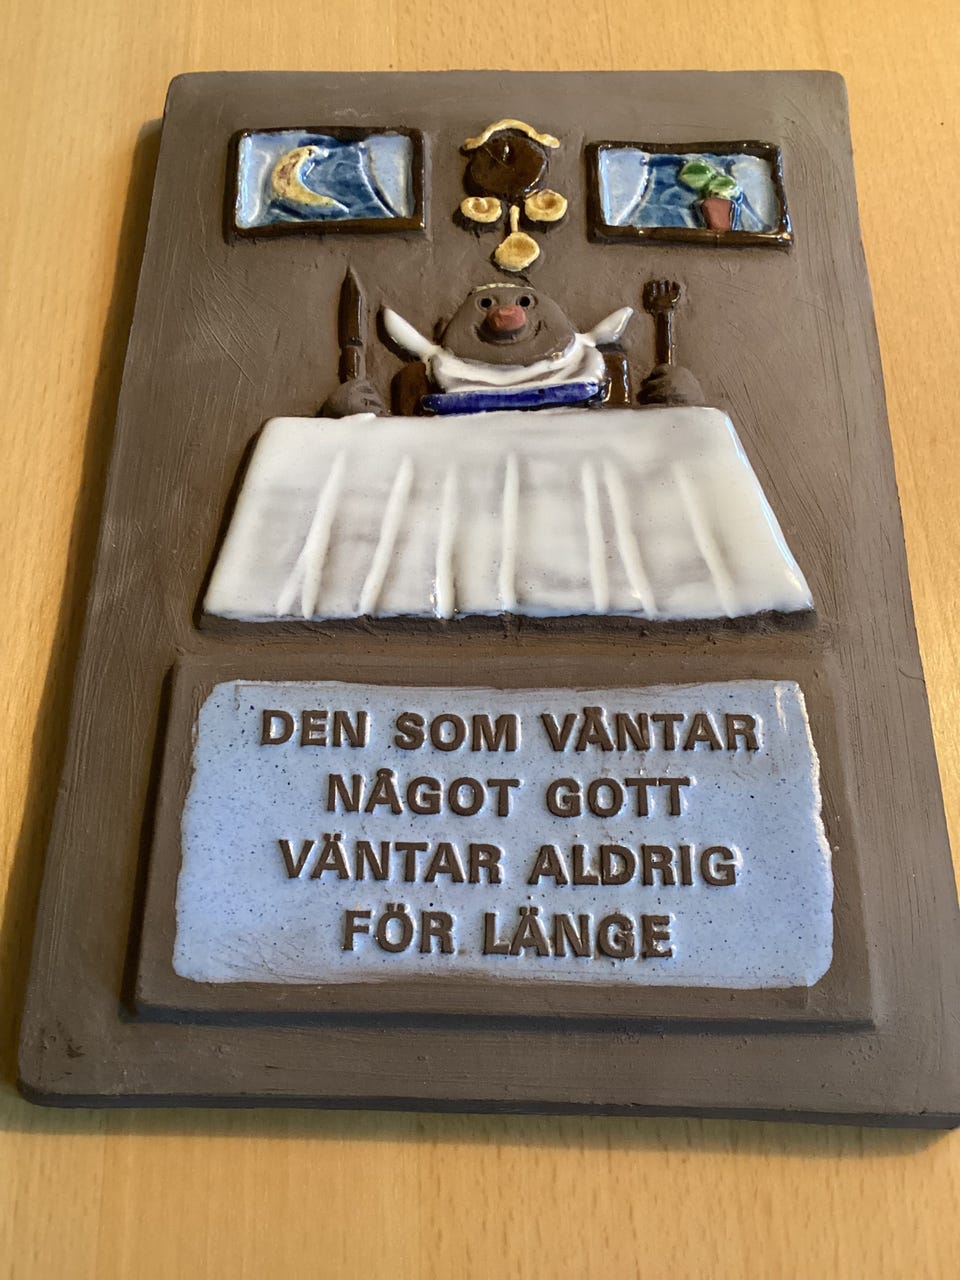 DEN SOM VÄNTAR
NÅGOT GOTT
VÄNTAR ALDRIG
FÖR LÄNGE